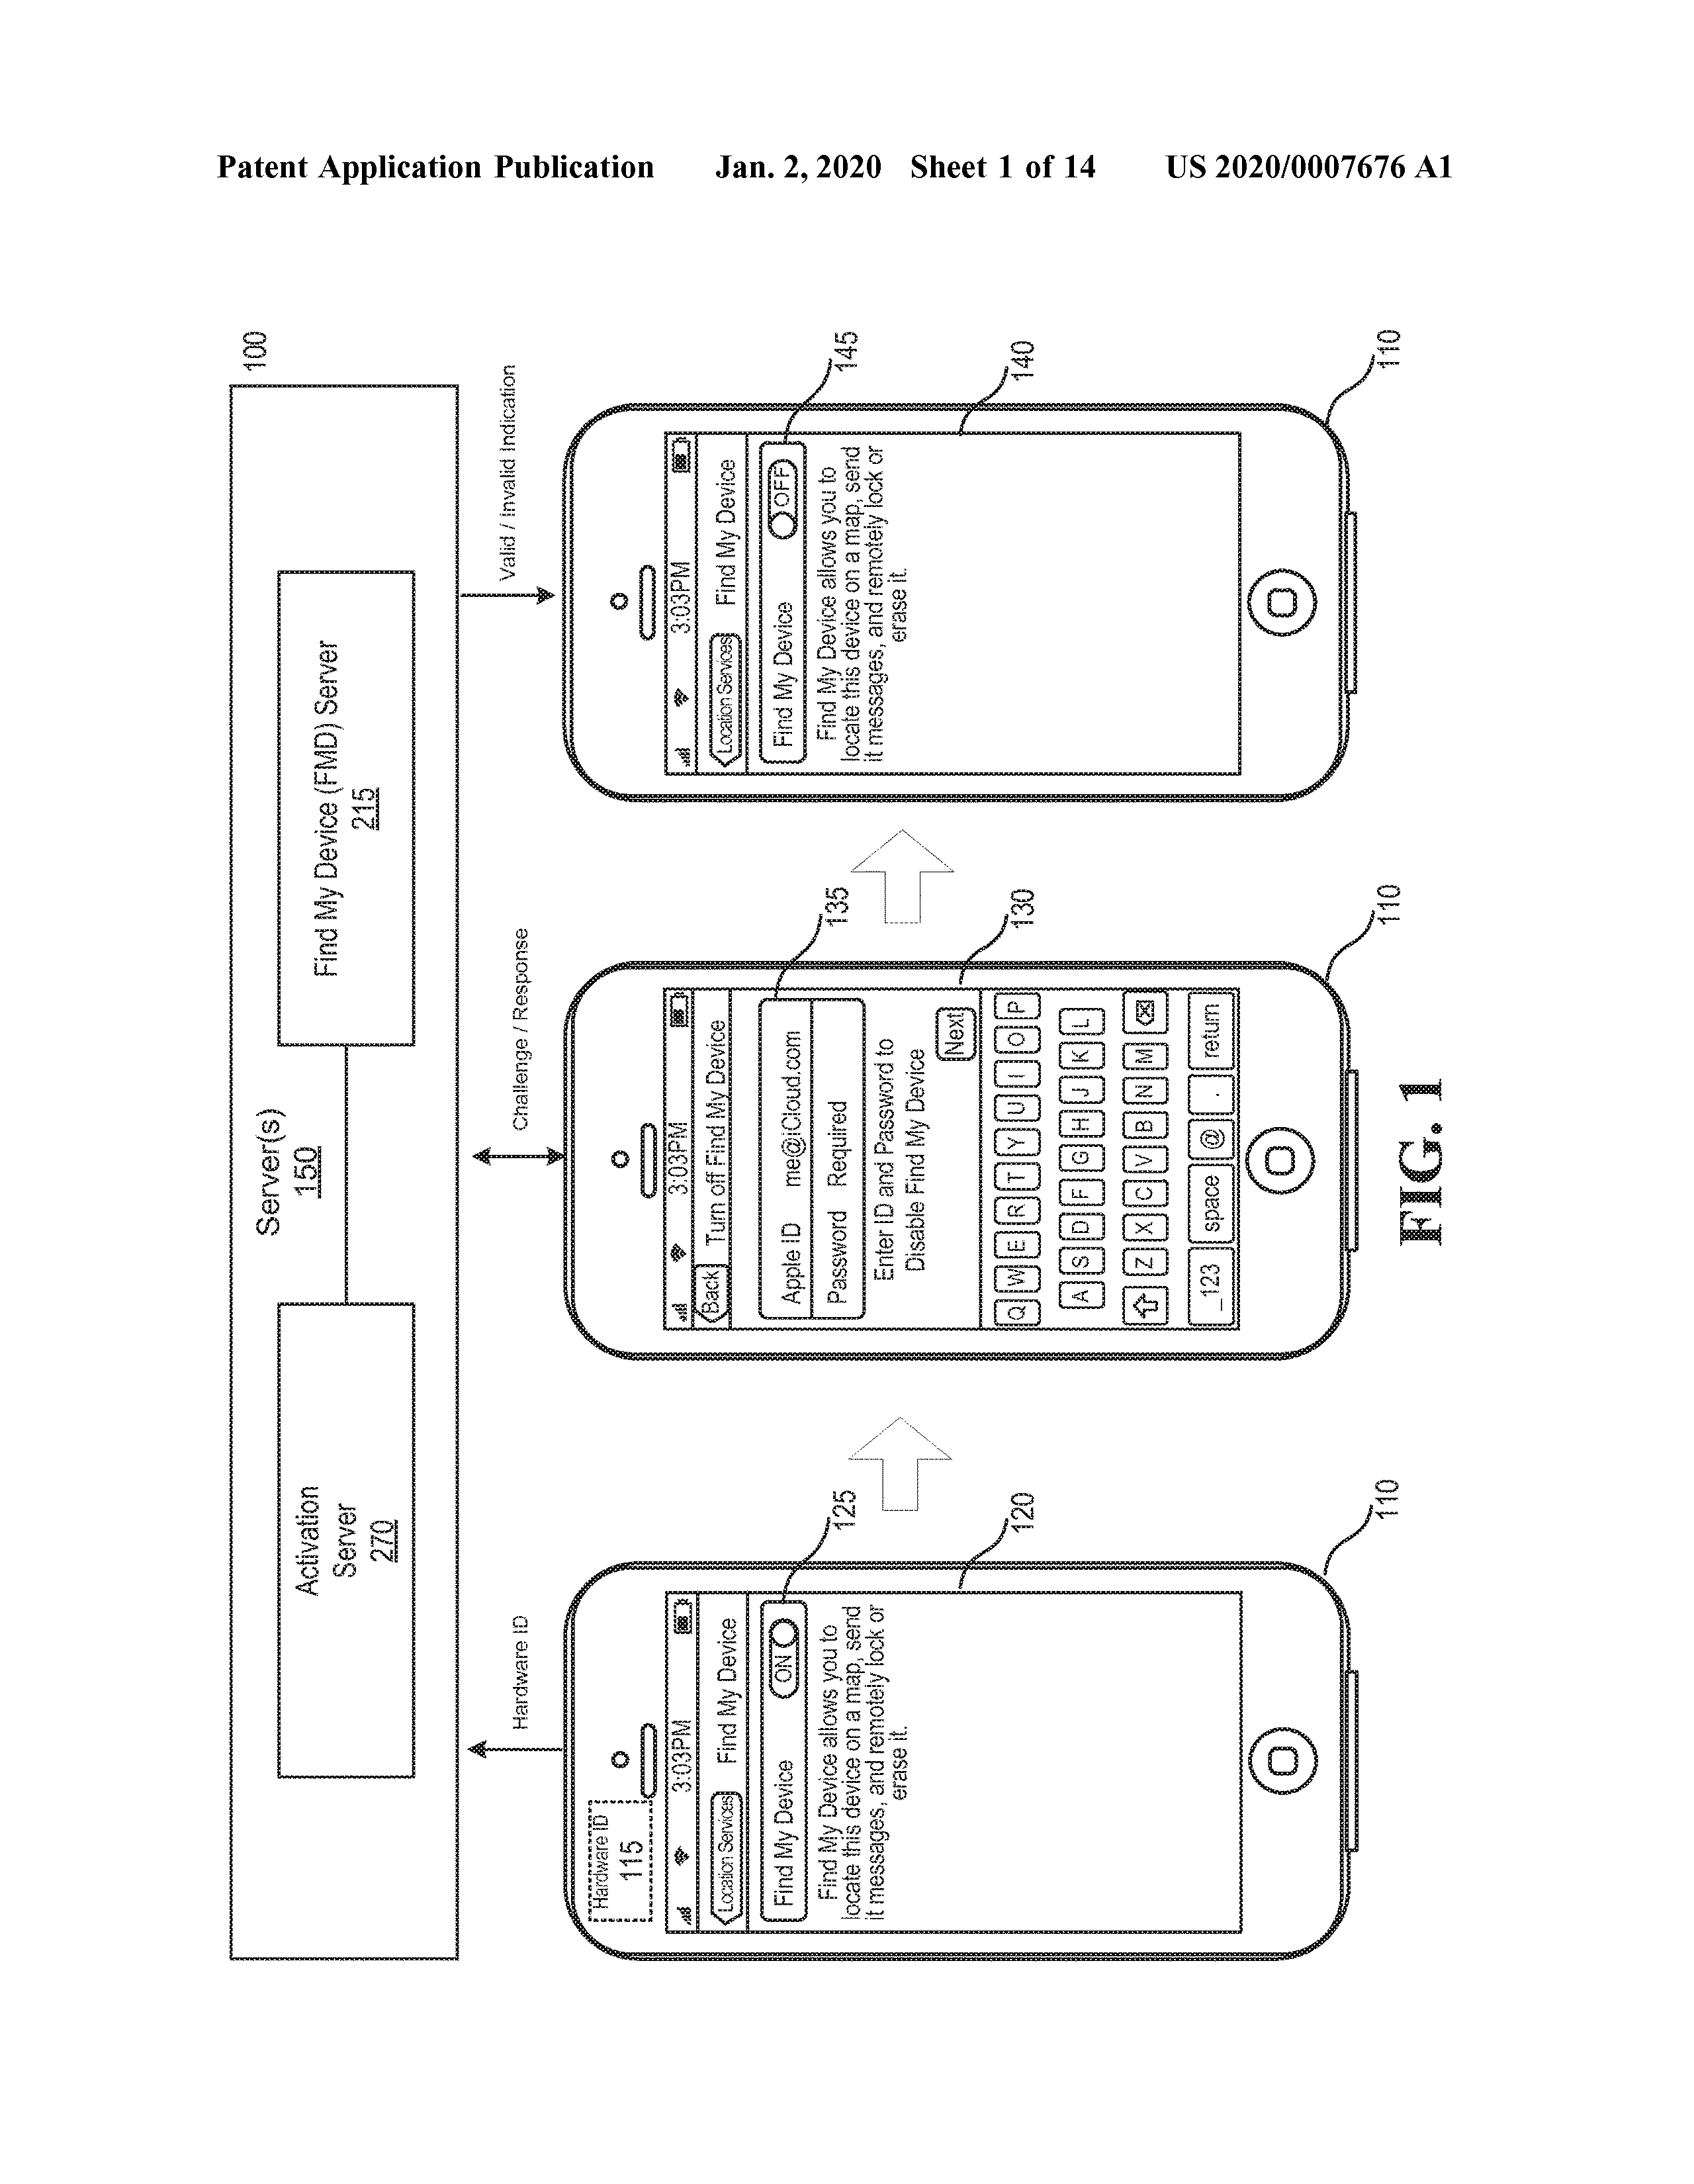 Patent Application Publication Jan. 2, 2020 Sheet 1 of 14 US 2020/0007676 A1
100
Server(s)
150
Activation
Server
270
Find My Device (FMD) Server
215
Hardware ID
Challenge / Response
Valid / Invalid Indication
Hardware ID
115
3:03PM
Location Services Find My Device
Find My Device ON
Find My Device allows you to
locate this device on a map, send
it messages, and remotely lock or
erase it.
125
120
110
3:03PM
Back Turn off Find My Device
Apple ID me@iCloud.com
Password Required
Enter ID and Password to
Disable Find My Device
Next
Q W E R T Y U I O P
A S D F G H J K L
Z X C V B N M
_123 space @ . return
135
130
110
3:03PM
Location Services Find My Device
Find My Device OFF
Find My Device allows you to
locate this device on a map, send
it messages, and remotely lock or
erase it.
145
140
110
FIG. 1